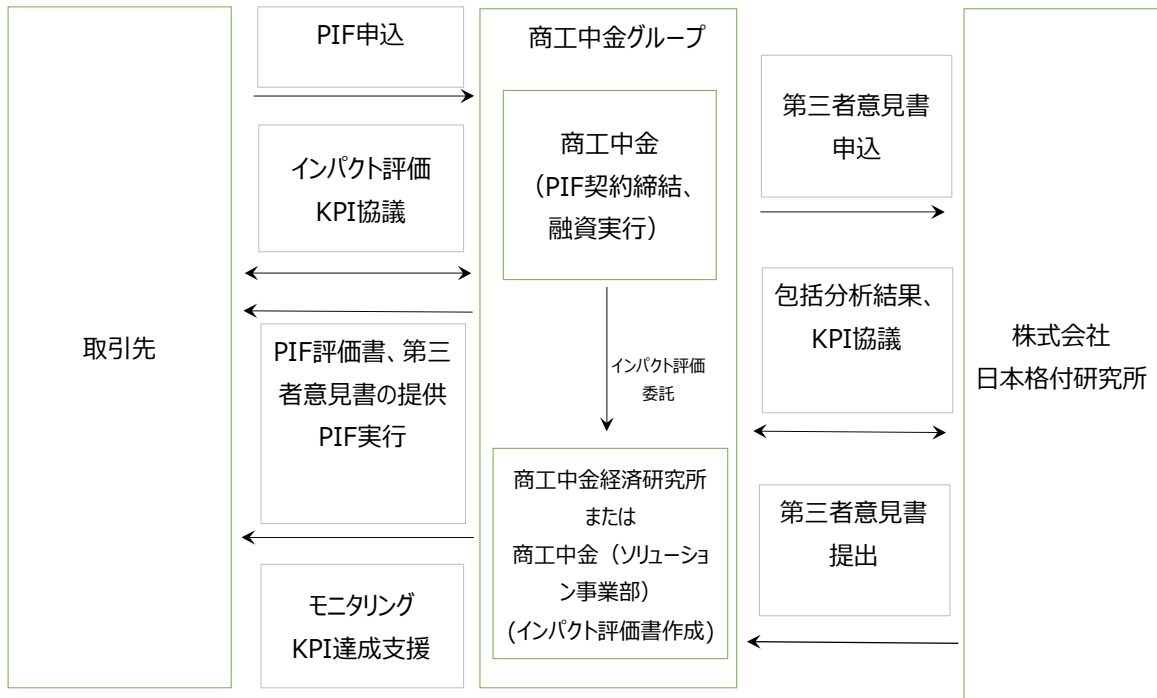 取引先
PIF申込
インパクト評価
KPI協議
PIF評価書、第三
者意見書の提供
PIF実行
モニタリング
KPI達成支援
商工中金グループ
商工中金
（PIF契約締結、
融資実行）
インパクト評価
委託
商工中金経済研究所
または
商工中金（ソリューショ
ン事業部）
(インパクト評価書作成)
第三者意見書
申込
包括分析結果、
KPI協議
第三者意見書
提出
株式会社
日本格付研究所